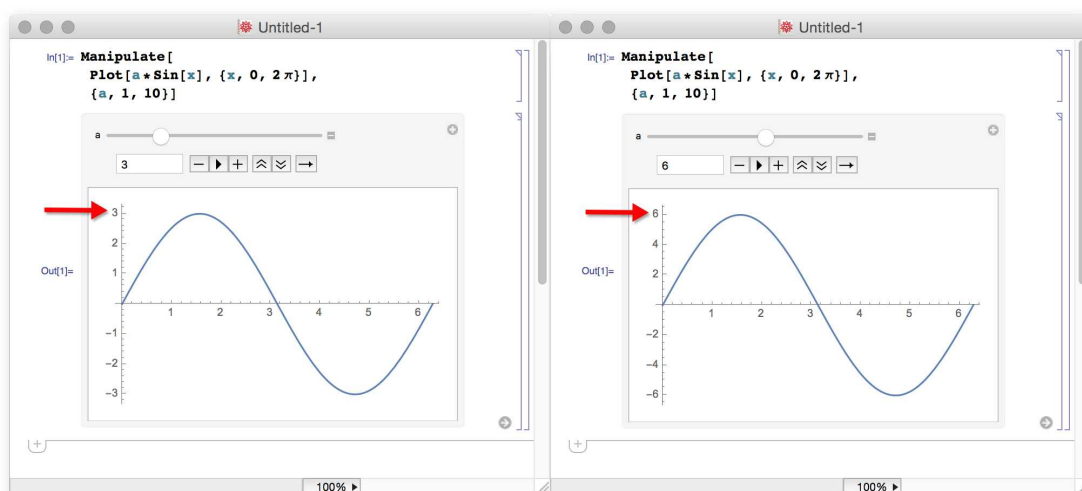 Untitled-1
In[1]:= Manipulate[
Plot[a * Sin[x], {x, 0, 2 π}],
{a, 1, 10}]
a
3
3
2
1
Out[1]=
1 2 3 4 5 6
-1
-2
-3
100%
Untitled-1
In[1]:= Manipulate[
Plot[a * Sin[x], {x, 0, 2 π}],
{a, 1, 10}]
a
6
6
4
2
Out[1]=
1 2 3 4 5 6
-2
-4
-6
100%